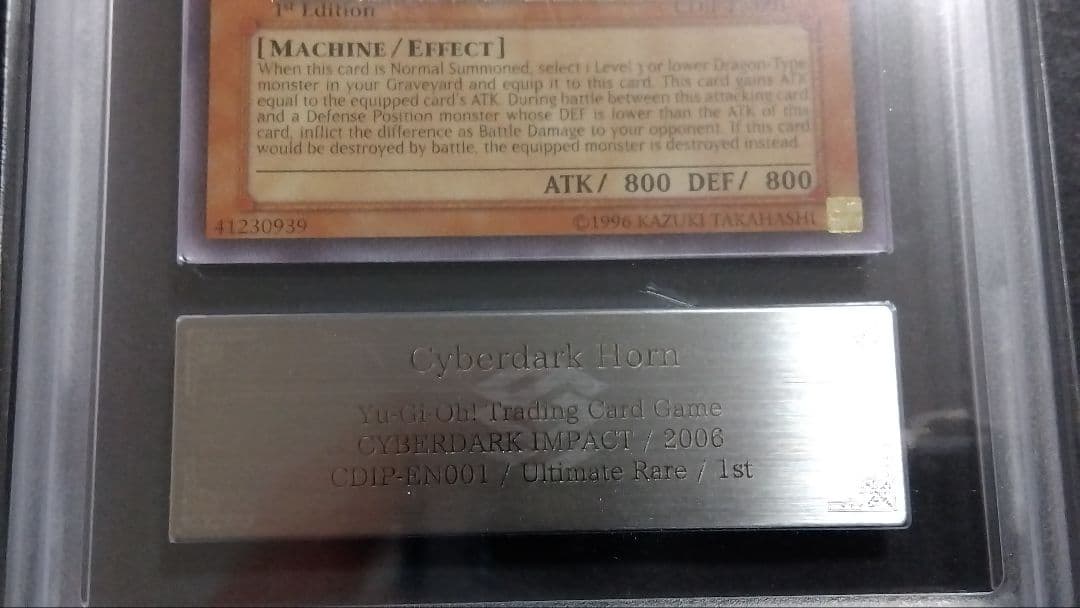 1st Edition
[MACHINE/EFFECT]
When this card is Normal Summoned, select 1 Level 3 or lower Dragon-Type
monster in your Graveyard and equip it to this card. This card gains ATK
equal to the equipped card's ATK. During battle between this attacking card
and a Defense Position monster whose DEF is lower than the ATK of this
card, inflict the difference as Battle Damage to your opponent. If this card
would be destroyed by battle, the equipped monster is destroyed instead.
ATK/ 800 DEF/ 800
41230939 ©1996 KAZUKI TAKAHASHI
Cyberdark Horn
Yu-Gi-Oh! Trading Card Game
CYBERDARK IMPACT / 2006
CDIP-EN001 / Ultimate Rare / 1st